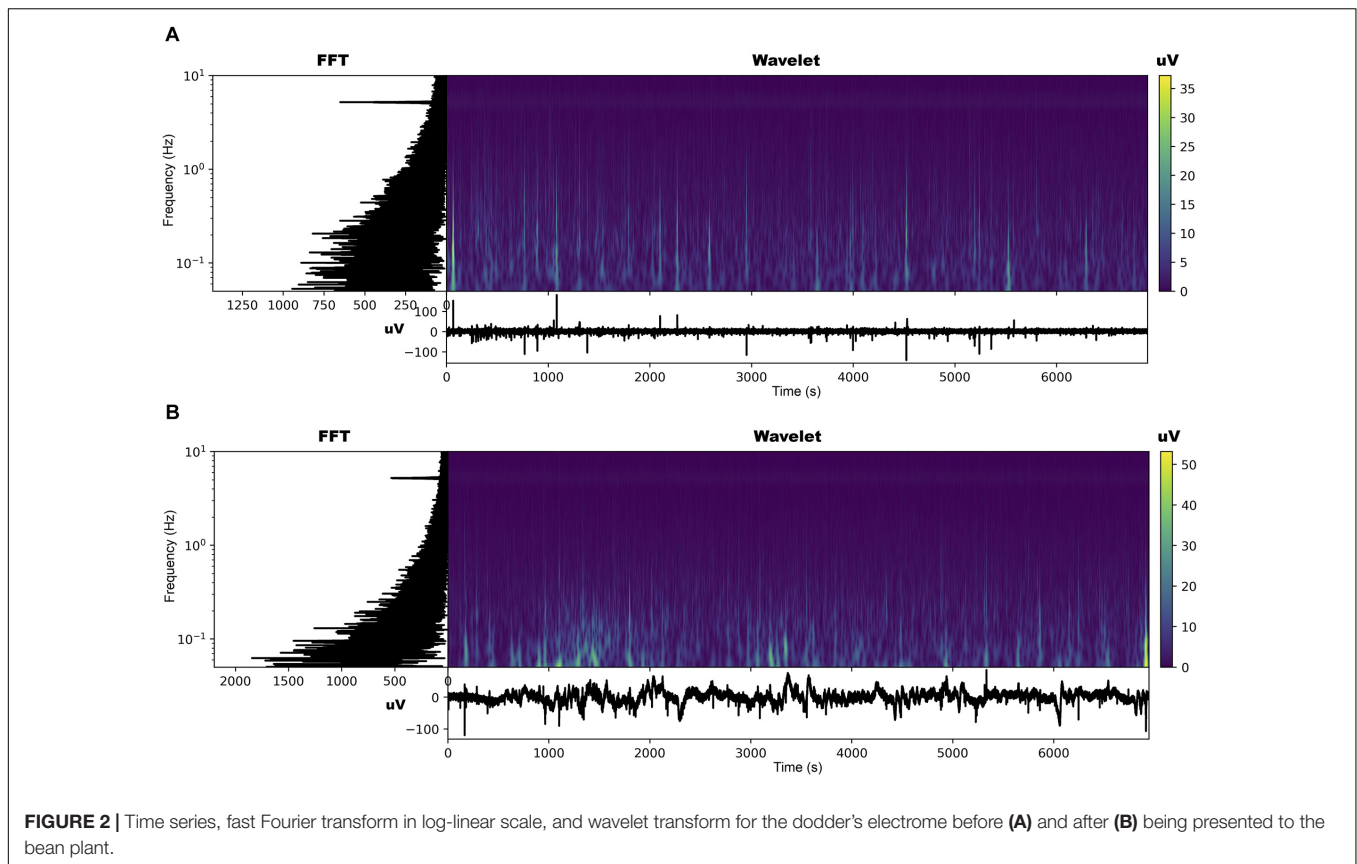 A
FFT
Wavelet
uV
10¹
10⁰
10⁻¹
Frequency (Hz)
1250 1000 750 500 250 0
35
30
25
20
15
10
5
0
uV
100
0
−100
0 1000 2000 3000 4000 5000 6000
Time (s)
B
FFT
Wavelet
uV
10¹
10⁰
10⁻¹
Frequency (Hz)
2000 1500 1000 500 0
50
40
30
20
10
0
uV
0
−100
0 1000 2000 3000 4000 5000 6000
Time (s)
FIGURE 2 | Time series, fast Fourier transform in log-linear scale, and wavelet transform for the dodder’s electrome before (A) and after (B) being presented to the
bean plant.